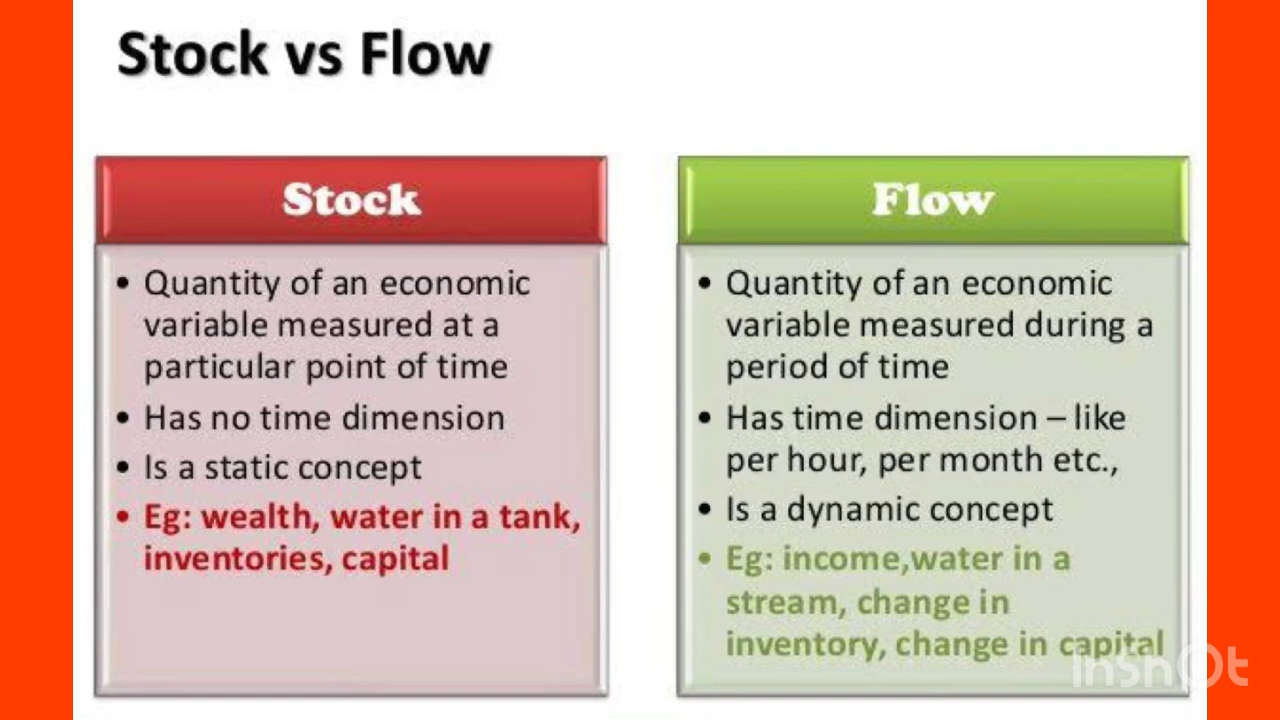 Stock vs Flow
Stock
• Quantity of an economic
variable measured at a
particular point of time
• Has no time dimension
• Is a static concept
• Eg: wealth, water in a tank,
inventories, capital
Flow
• Quantity of an economic
variable measured during a
period of time
• Has time dimension – like
per hour, per month etc.,
• Is a dynamic concept
• Eg: income,water in a
stream, change in
inventory, change in capital
InShOt